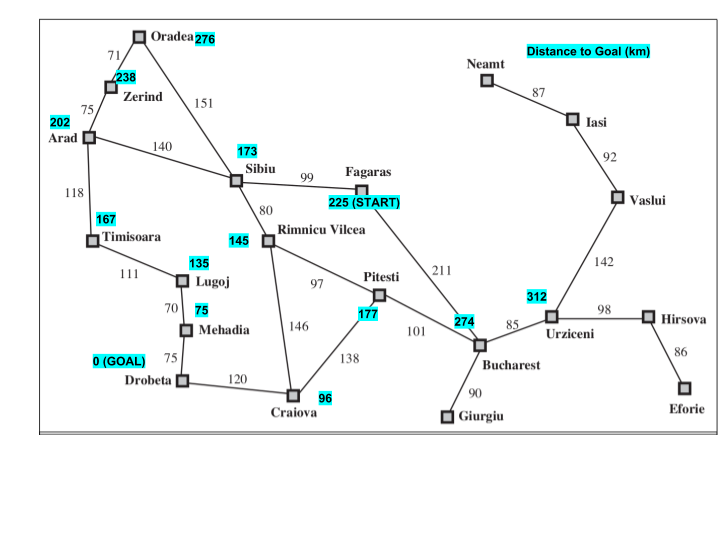 Oradea 276
Distance to Goal (km)
Neamt
71
238
Zerind
87
75
151
202
Arad
Iasi
140
173
Sibiu
Fagaras
92
99
225 (START)
118
80
Vaslui
167
Timisoara
145
Rimnicu Vilcea
135
Lugoj
111
Pitesti
211
142
97
70
75
Mehadia
312
98
Hirsova
177
274
146
101
85
Urziceni
0 (GOAL)
75
138
86
Bucharest
Drobeta
120
90
96
Craiova
Giurgiu
Eforie